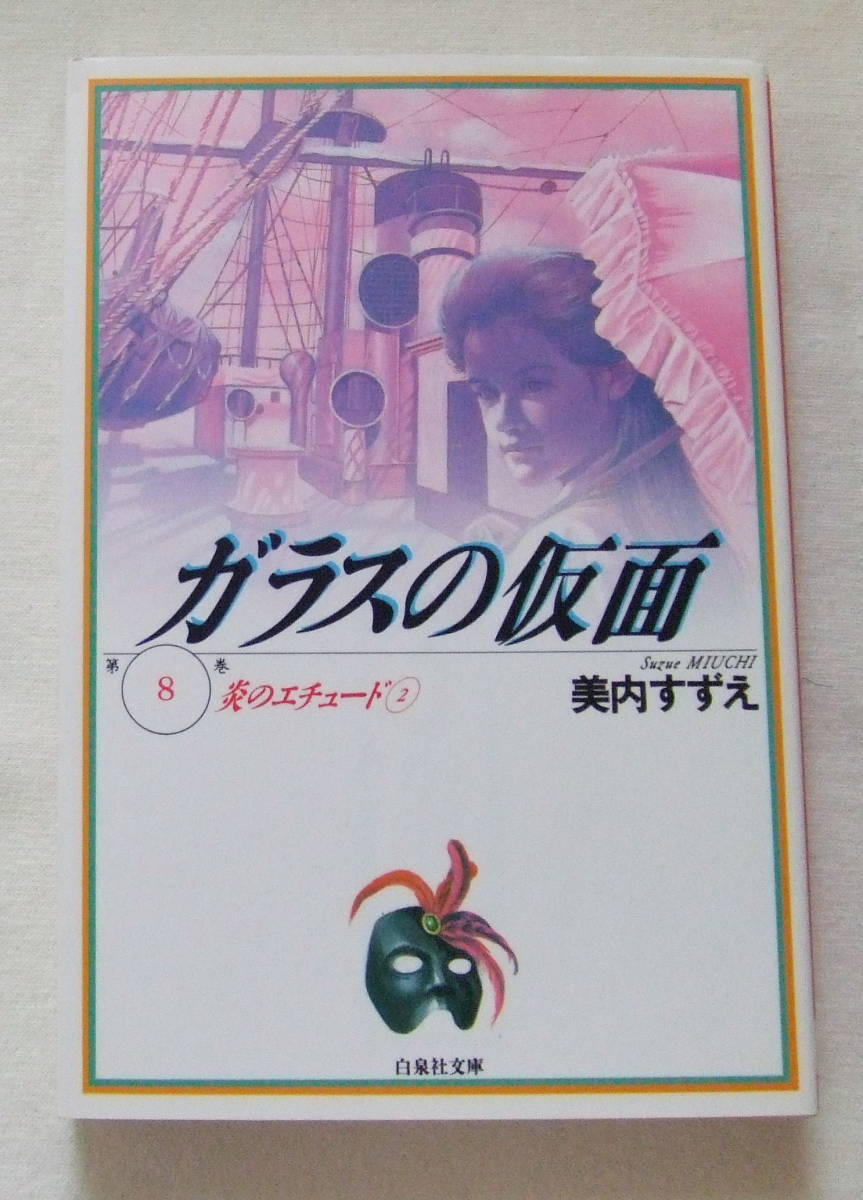 ガラスの仮面
Suzue MIUCHI
第8巻 炎のエチュード②
美内すずえ
白泉社文庫